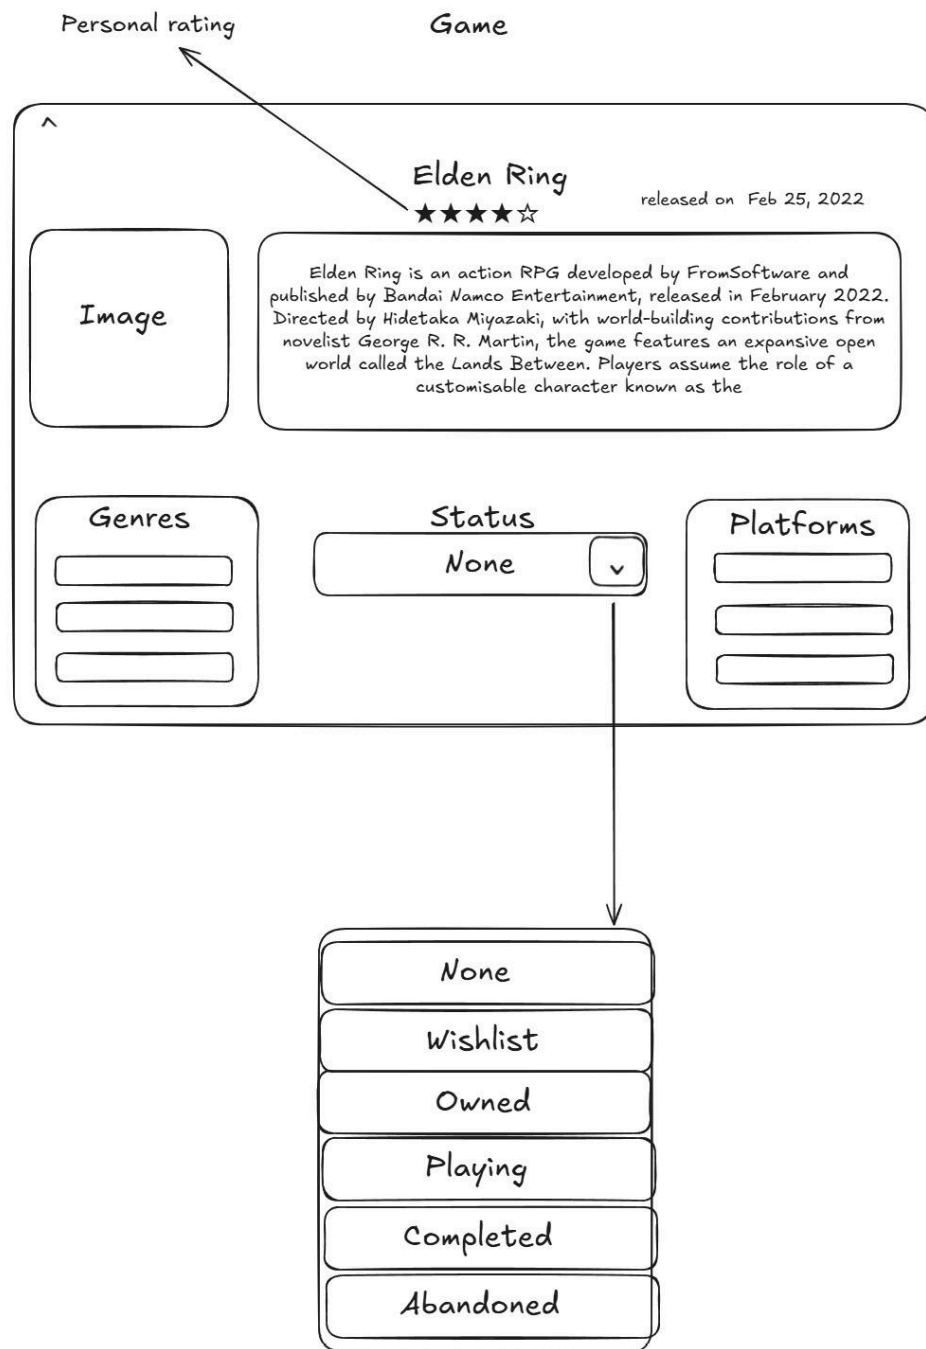 Personal rating
Game
^
Elden Ring
★★★★☆
released on Feb 25, 2022
Image
Elden Ring is an action RPG developed by FromSoftware and
published by Bandai Namco Entertainment, released in February 2022.
Directed by Hidetaka Miyazaki, with world-building contributions from
novelist George R. R. Martin, the game features an expansive open
world called the Lands Between. Players assume the role of a
customisable character known as the
Genres
Status
None
Platforms
None
Wishlist
Owned
Playing
Completed
Abandoned